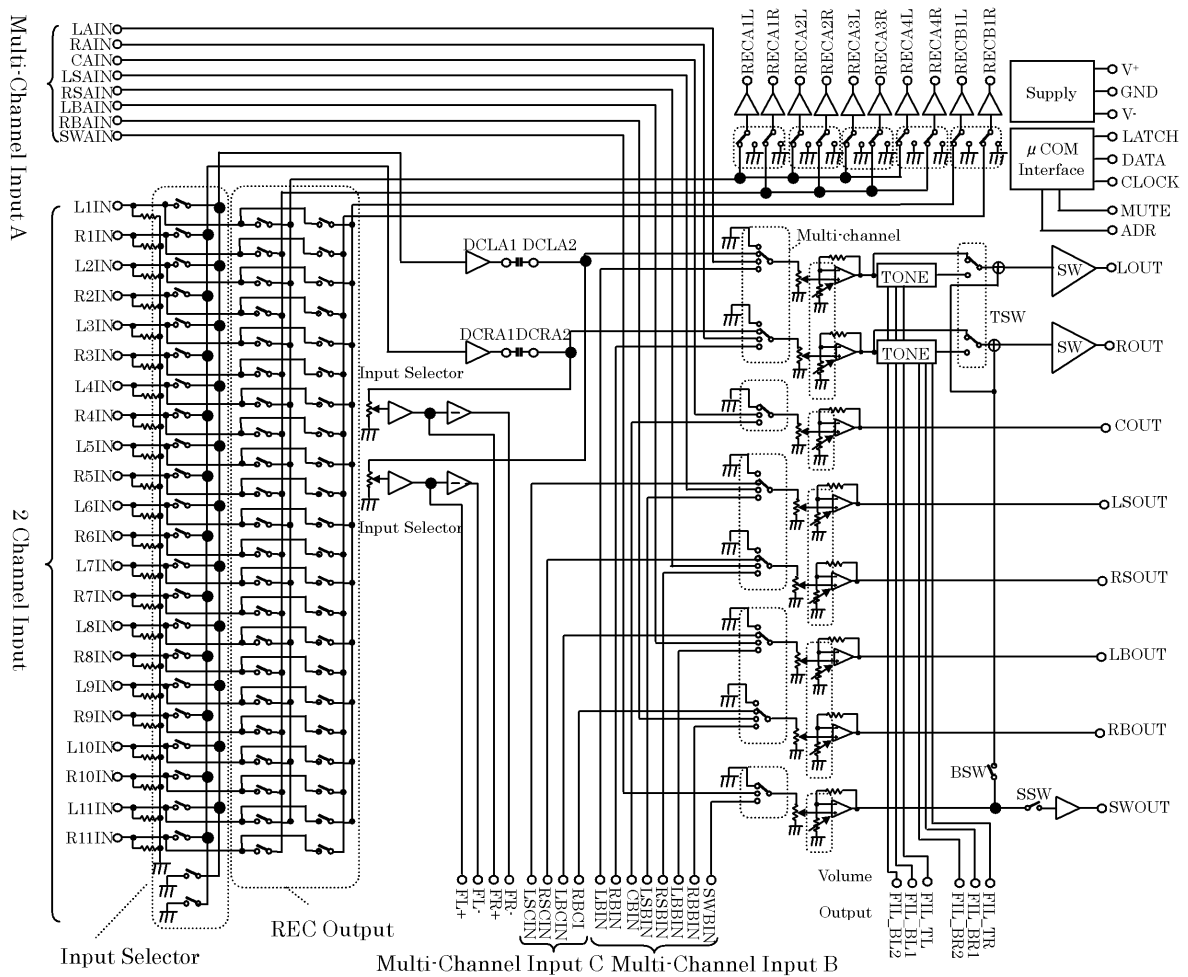 Multi-Channel Input A
LAIN
RAIN
CAIN
LSAIN
RSAIN
LBAIN
RBAIN
SWAIN
RECA1L
RECA1R
RECA2L
RECA2R
RECA3L
RECA3R
RECA4L
RECA4R
RECB1L
RECB1R
Supply
V+
GND
V-
μCOM
Interface
LATCH
DATA
CLOCK
MUTE
ADR
2 Channel Input
L1IN
R1IN
L2IN
R2IN
L3IN
R3IN
L4IN
R4IN
L5IN
R5IN
L6IN
R6IN
L7IN
R7IN
L8IN
R8IN
L9IN
R9IN
L10IN
R10IN
L11IN
R11IN
DCLA1 DCLA2
DCRA1DCRA2
Input Selector
Input Selector
Multi-channel
TONE
TONE
TSW
SW
SW
LOUT
ROUT
COUT
LSOUT
RSOUT
LBOUT
RBOUT
BSW
SSW
SWOUT
Volume
Output
FIL_BL2
FIL_BL1
FIL_TL
FIL_BR2
FIL_BR1
FIL_TR
FL+
FL-
FR+
FR-
LSCIN
RSCIN
LBCIN
RBCI
LBIN
RBIN
CBIN
LSBIN
RSBIN
LBBIN
RBBIN
SWBIN
REC Output
Input Selector
Multi-Channel Input C
Multi-Channel Input B